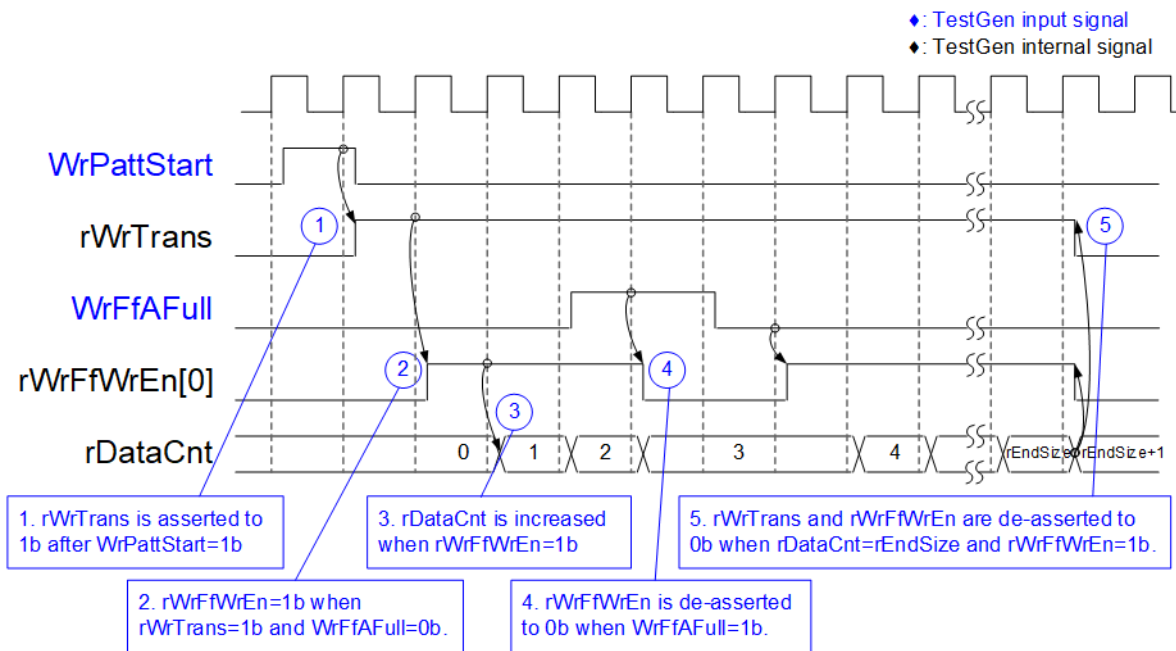 ♦: TestGen input signal
♦: TestGen internal signal
WrPattStart
rWrTrans
1
5
WrFfAFull
rWrFfWrEn[0]
2
4
3
rDataCnt
0
1
2
3
4
rEndSize
rEndSize+1
1. rWrTrans is asserted to
1b after WrPattStart=1b
3. rDataCnt is increased
when rWrFfWrEn=1b
5. rWrTrans and rWrFfWrEn are de-asserted to
0b when rDataCnt=rEndSize and rWrFfWrEn=1b.
2. rWrFfWrEn=1b when
rWrTrans=1b and WrFfAFull=0b.
4. rWrFfWrEn is de-asserted
to 0b when WrFfAFull=1b.